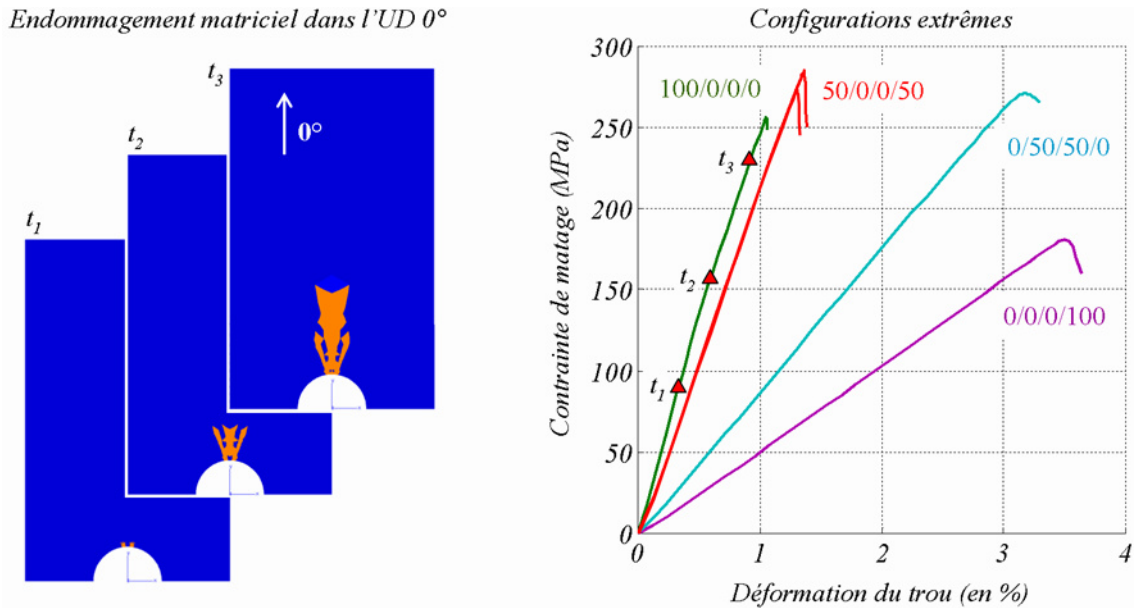 Endommagement matriciel dans l'UD 0°
t3
0°
t2
t1
Configurations extrêmes
Contrainte de matage (MPa)
300
250
200
150
100
50
0
100/0/0/0
50/0/0/50
0/50/50/0
0/0/0/100
t3
t2
t1
0
1
2
3
4
Déformation du trou (en %)